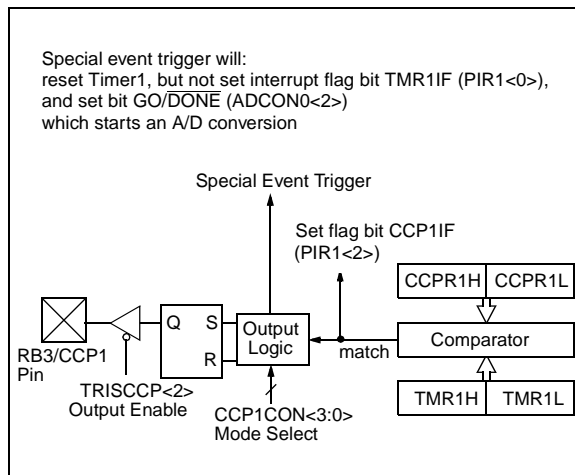 Special event trigger will:
reset Timer1, but not set interrupt flag bit TMR1IF (PIR1<0>),
and set bit GO/DONE (ADCON0<2>)
which starts an A/D conversion
Special Event Trigger
Set flag bit CCP1IF
(PIR1<2>)
CCPR1H CCPR1L
Q S
R
Output
Logic
match
Comparator
RB3/CCP1
Pin
TRISCCP<2>
Output Enable
CCP1CON<3:0>
Mode Select
TMR1H TMR1L